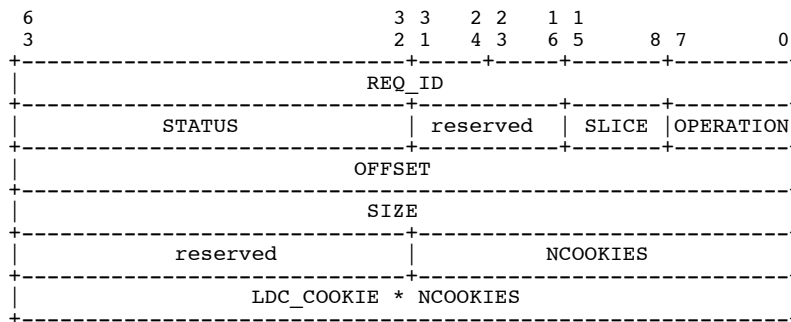 6 3 3 2 2 1 1
3 2 1 4 3 6 5 8 7 0
REQ_ID
STATUS reserved SLICE OPERATION
OFFSET
SIZE
reserved NCOOKIES
LDC_COOKIE * NCOOKIES